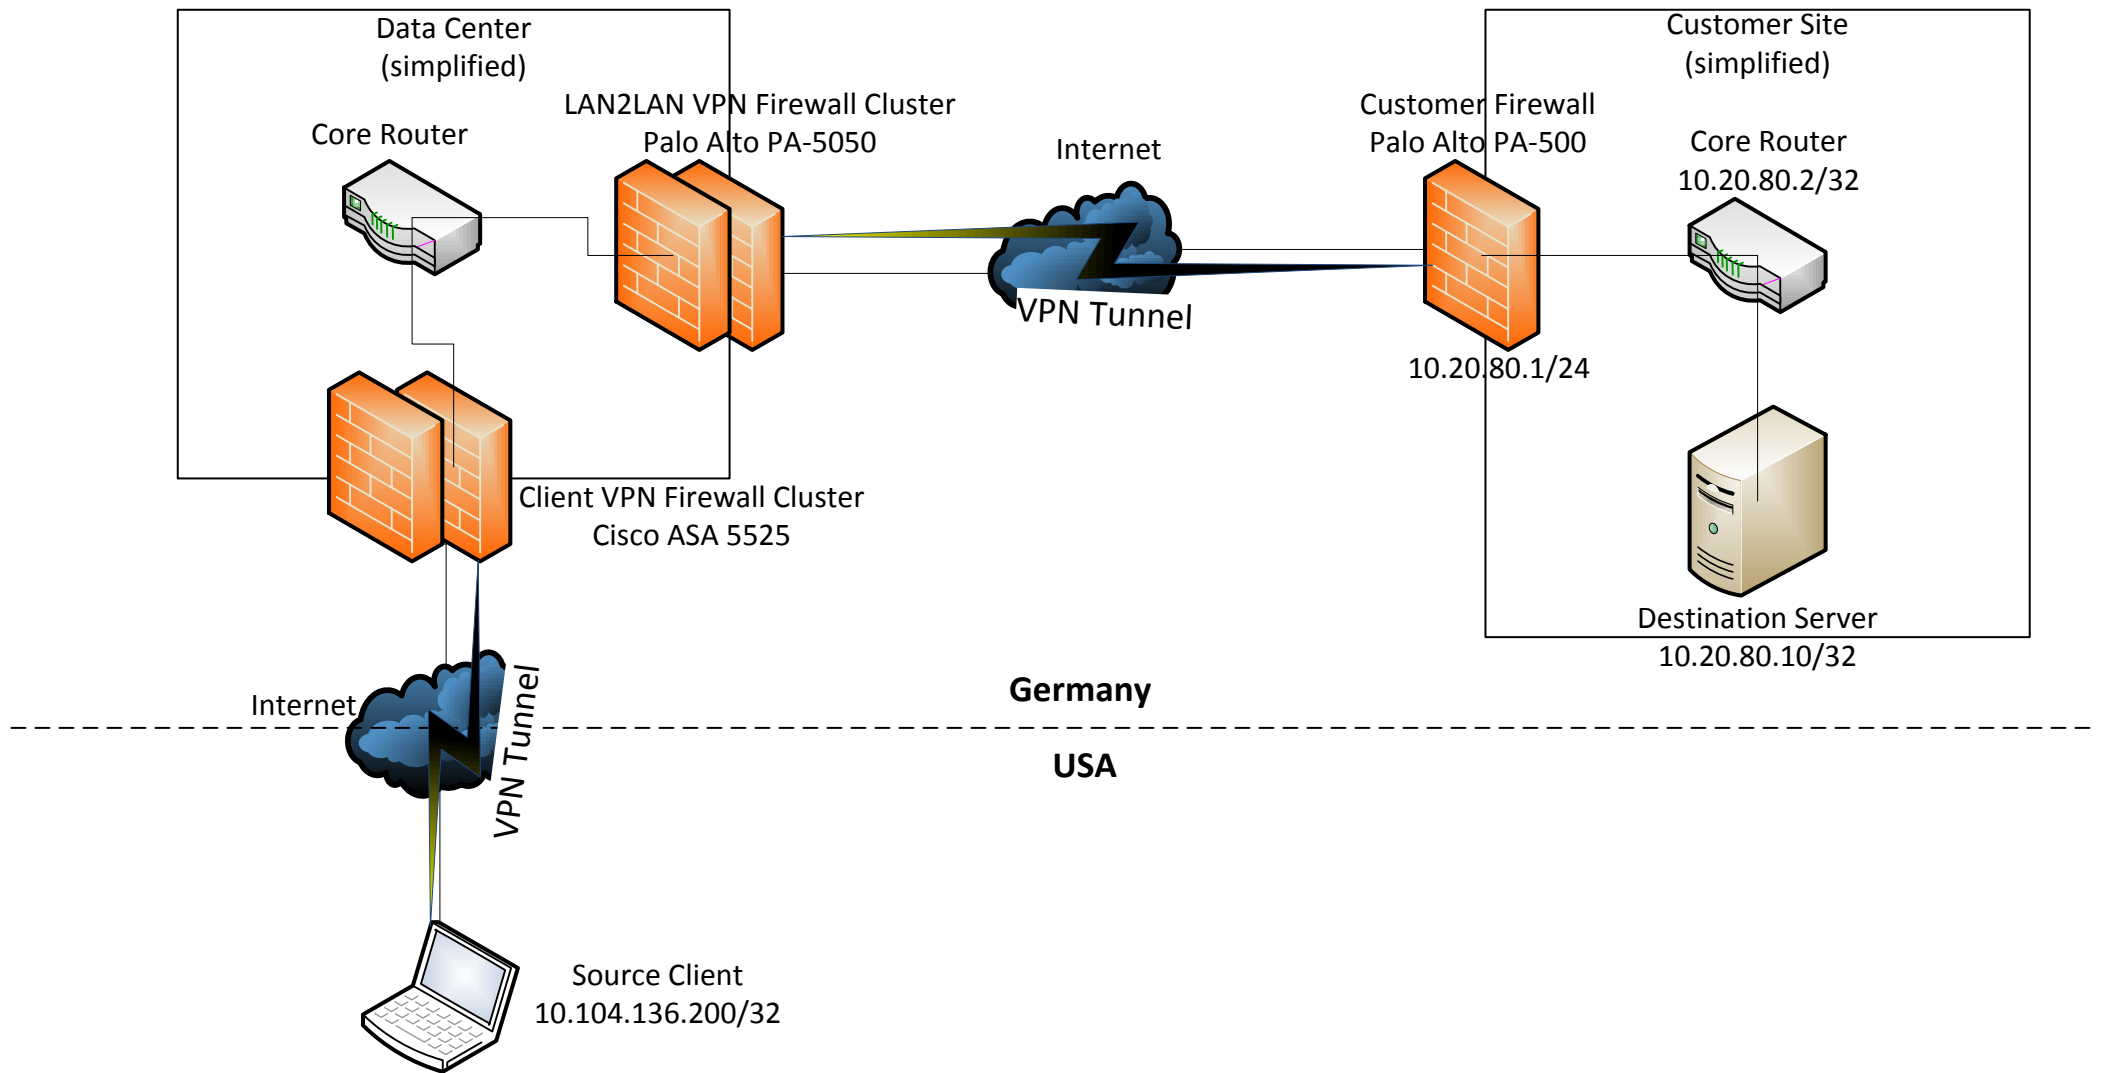 Data Center
(simplified)
Customer Site
(simplified)
LAN2LAN VPN Firewall Cluster
Palo Alto PA-5050
Core Router
Internet
Customer Firewall
Palo Alto PA-500
Core Router
10.20.80.2/32
VPN Tunnel
10.20.80.1/24
Client VPN Firewall Cluster
Cisco ASA 5525
Destination Server
10.20.80.10/32
Internet
VPN Tunnel
Germany
USA
Source Client
10.104.136.200/32